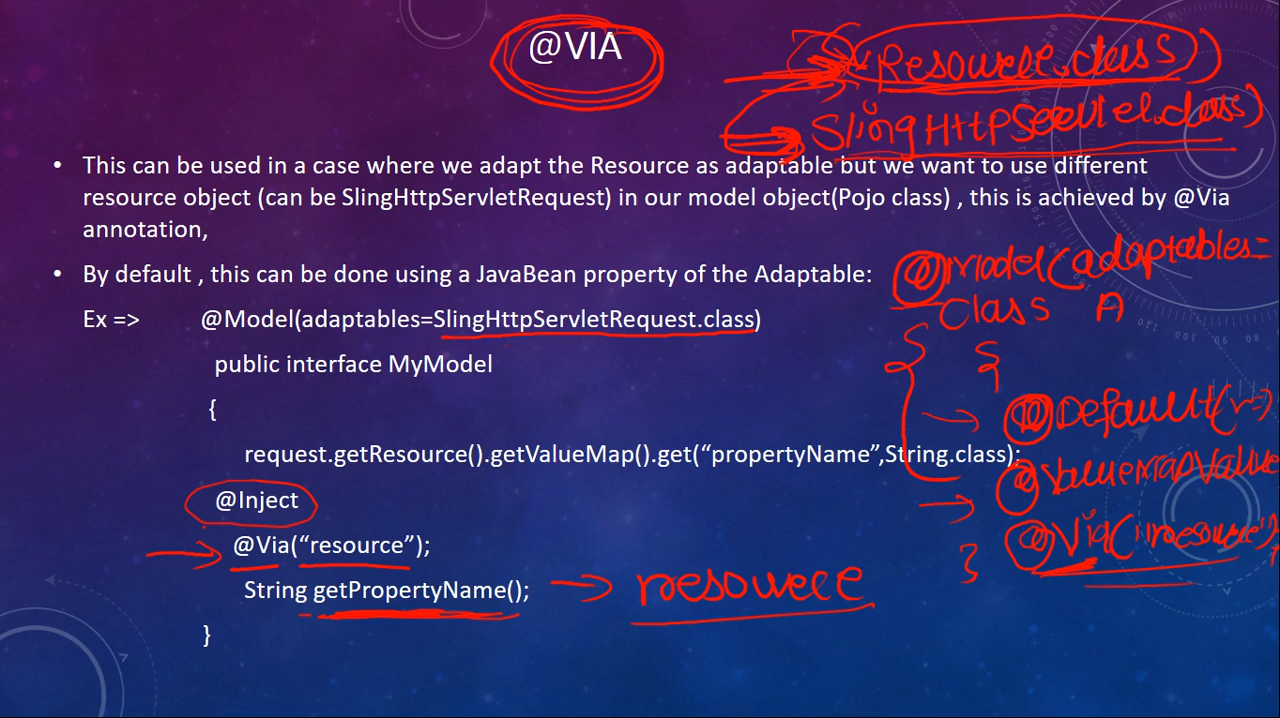 @VIA
(Resource.class)
SlingHttpServlet.class)
• This can be used in a case where we adapt the Resource as adaptable but we want to use different
resource object (can be SlingHttpServletRequest) in our model object(Pojo class) , this is achieved by @Via
annotation,
• By default , this can be done using a JavaBean property of the Adaptable:
@Model(adaptables=
Class A
{
{
Ex => @Model(adaptables=SlingHttpServletRequest.class)
public interface MyModel
{
@Default(
request.getResource().getValueMap().get(“propertyName”,String.class);
@Inject
@Via(“resource”);
@Via("resource")
}
String getPropertyName();
resource
}